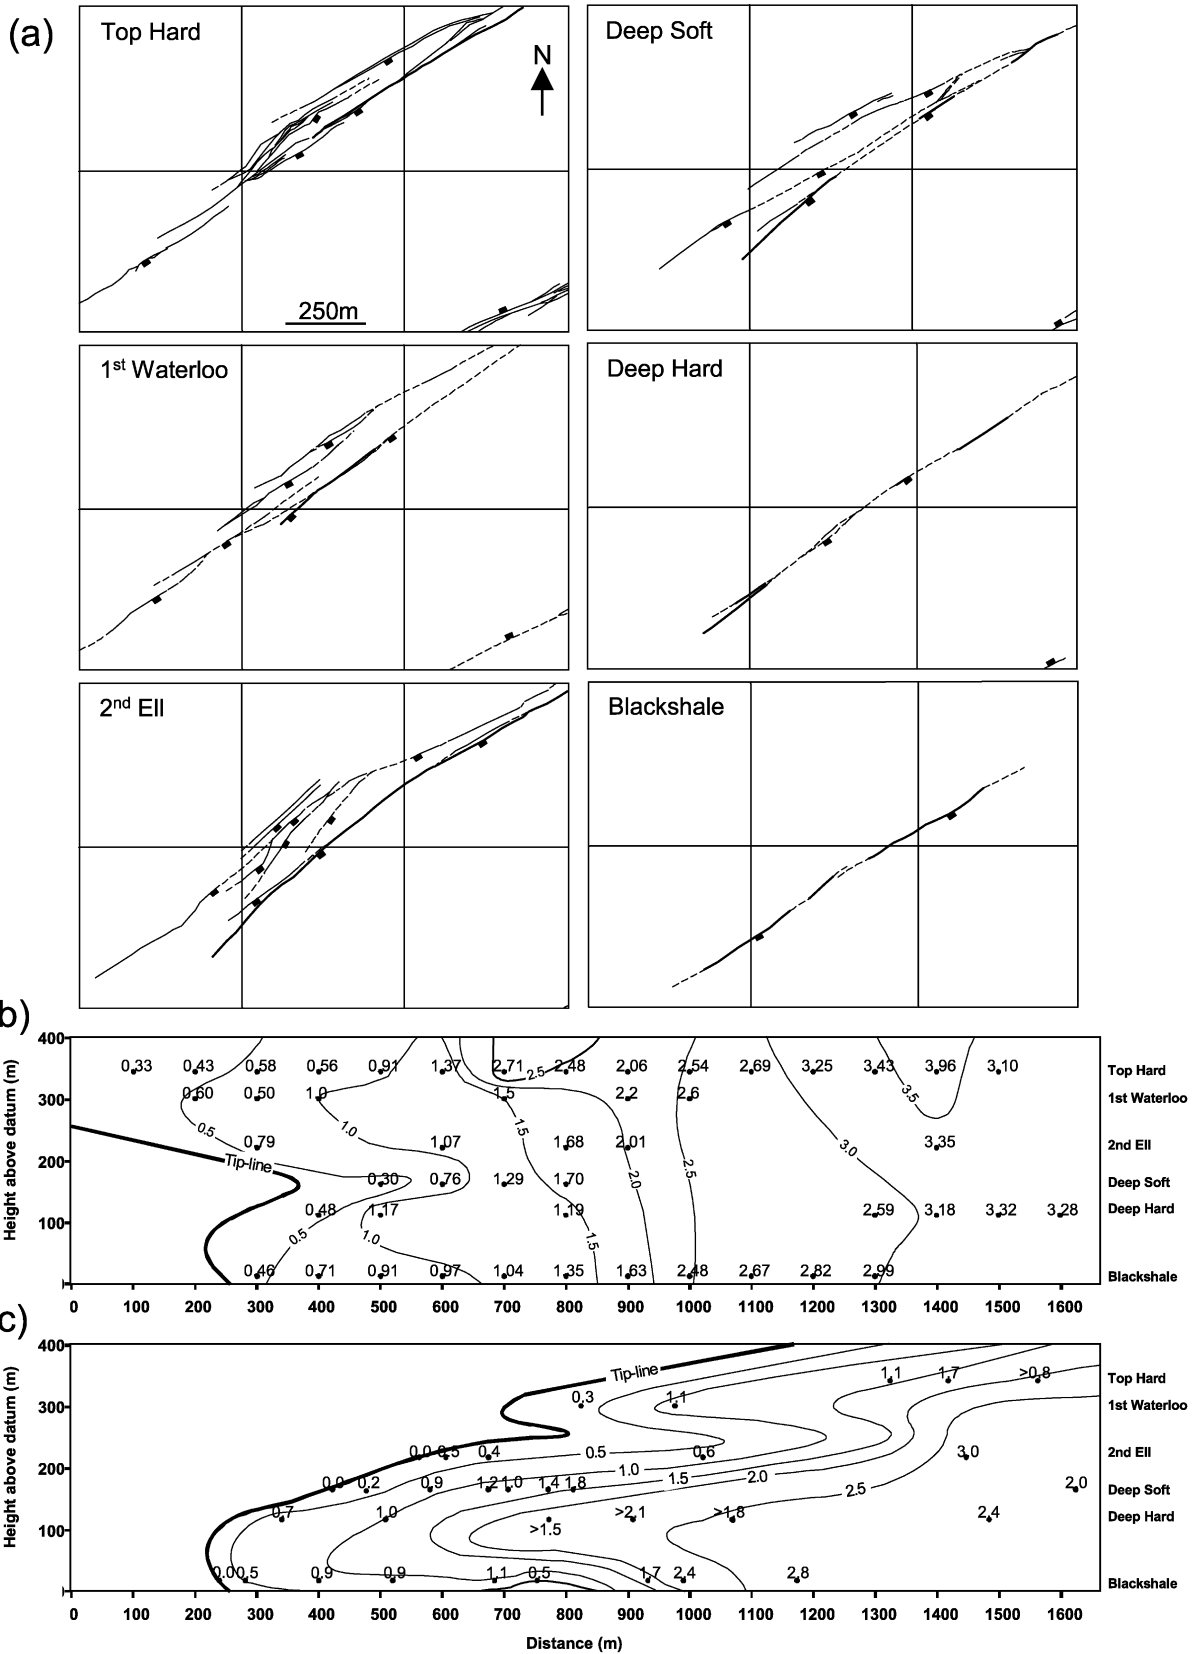 (a)
Top Hard
N
250m
Deep Soft
1st Waterloo
Deep Hard
2nd Ell
Blackshale
b)
400
300
200
100
Height above datum (m)
0.33 0.43 0.58 0.56 0.91 1.37 2.71 2.48 2.06 2.54 2.69 3.25 3.43 3.96 3.10 Top Hard
2.5
3.5
0.60 0.50 1.0 1.5 2.2 2.6 1st Waterloo
0.5 1.0 1.5
0.79 1.07 1.68 2.01 3.0 3.35 2nd Ell
Tip-line
0.30 0.76 1.29 1.70 2.0 2.5 Deep Soft
0.48 1.17 1.19 2.59 3.18 3.32 3.28 Deep Hard
0.5 1.0 1.5
0.46 0.71 0.91 0.97 1.04 1.35 1.63 2.48 2.67 2.82 2.99 Blackshale
0 100 200 300 400 500 600 700 800 900 1000 1100 1200 1300 1400 1500 1600
c)
400
300
200
100
Height above datum (m)
Tip-line
1.1 1.7 >0.8 Top Hard
0.3 1.1 1st Waterloo
0.0 0.5 0.4 0.5 0.6 3.0 2nd Ell
1.0 1.5 2.0
0.0 0.2 0.9 1.2 1.0 1.4 1.8 2.5 2.0 Deep Soft
0.7 1.0 >2.1 >1.8 2.4 Deep Hard
>1.5
0.0 0.5 0.9 0.9 1.1 0.5 1.7 2.4 2.8 Blackshale
0 100 200 300 400 500 600 700 800 900 1000 1100 1200 1300 1400 1500 1600
Distance (m)